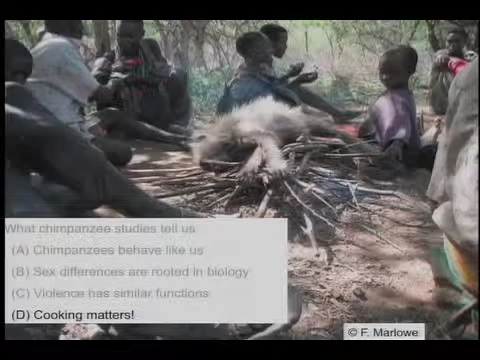 What chimpanzee studies tell us
(A) Chimpanzees behave like us
(B) Sex differences are rooted in biology
(C) Violence has similar functions
(D) Cooking matters!
© F. Marlowe